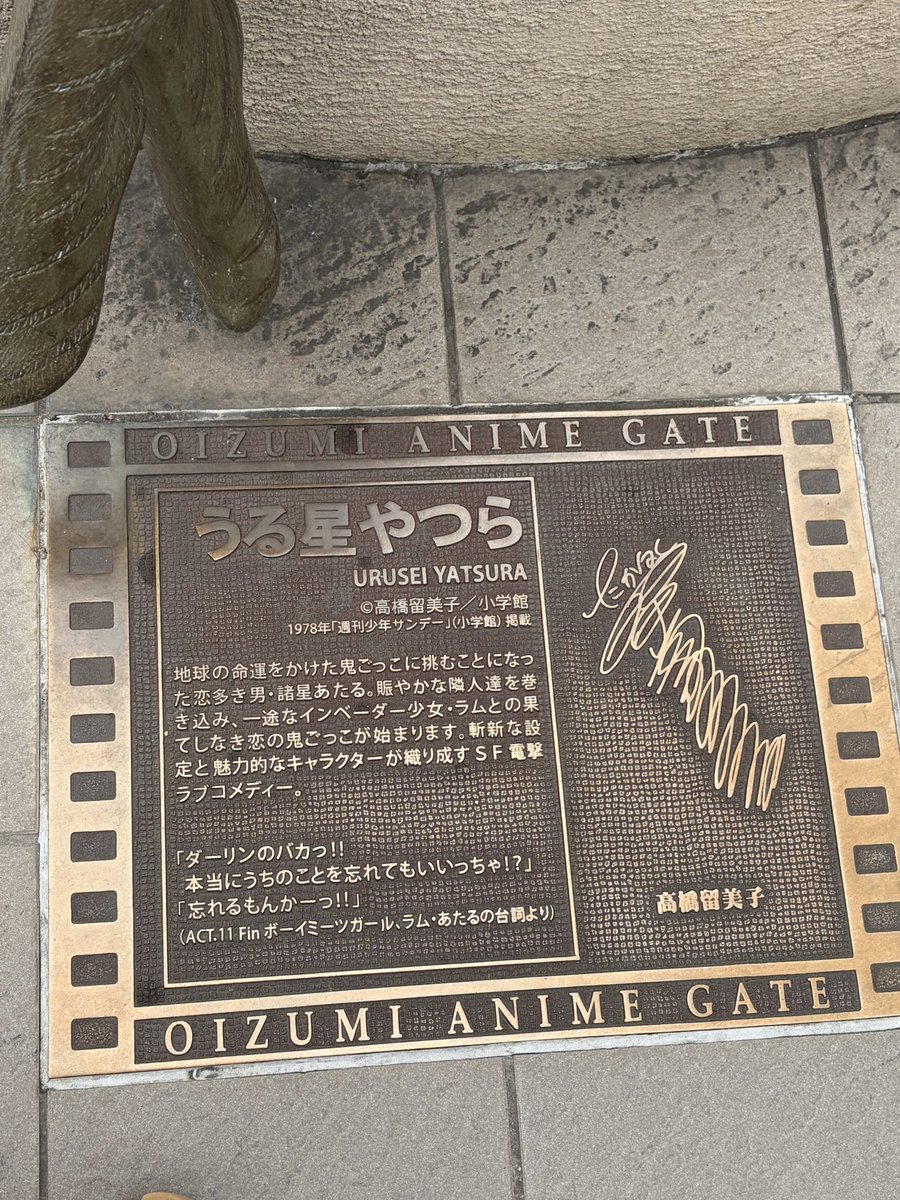 OIZUMI ANIME GATE
うる星やつら
URUSEI YATSURA
©高橋留美子／小学館
1978年「週刊少年サンデー」(小学館) 掲載
地球の命運をかけた鬼ごっこに挑むことになっ
た恋多き男・諸星あたる。賑やかな隣人達を巻
き込み、一途なインベーダー少女・ラムとの果
てしなき恋の鬼ごっこが始まります。斬新な設
定と魅力的なキャラクターが織り成すＳＦ電撃
ラブコメディー。
「ダーリンのバカっ!!
本当にうちのことを忘れてもいいっちゃ!?」
「忘れるもんかーっ!!」
(ACT.11 Fin ボーイミーツガール、ラム・あたるの台詞より)
高橋留美子
OIZUMI ANIME GATE